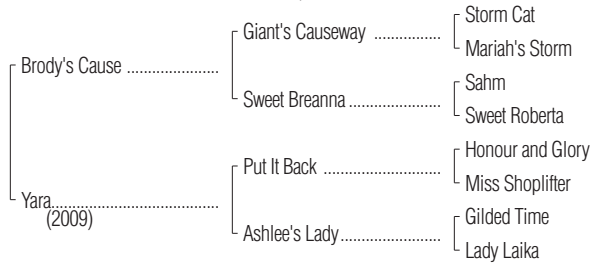 Storm Cat
Giant's Causeway ................
Mariah's Storm
Brody's Cause ......................
Sahm
Sweet Breanna ......................
Sweet Roberta
Honour and Glory
Put It Back ............................
Miss Shoplifter
Yara........................................
(2009)
Gilded Time
Ashlee's Lady........................
Lady Laika